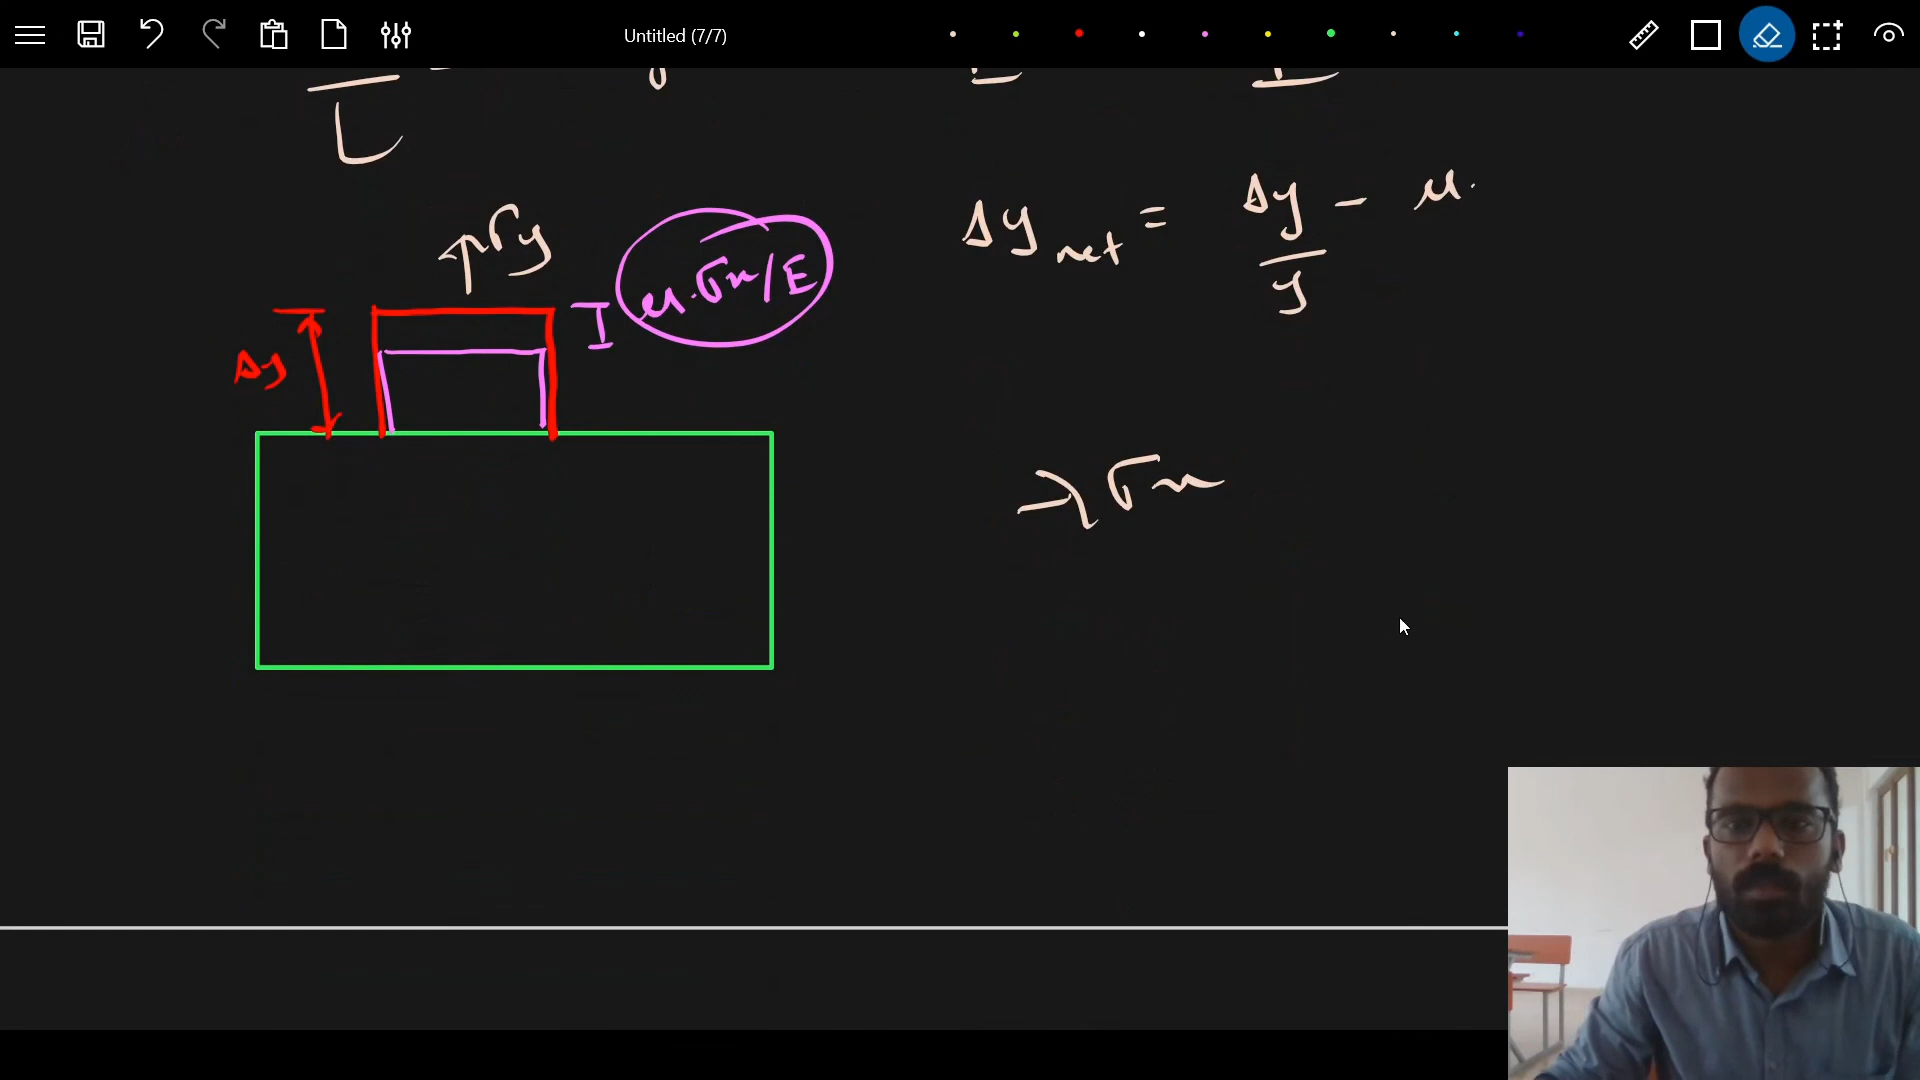 Untitled (7/7)
L
σy
μ.σx/E
Δy
Δy net = Δy/y - μ.
→ σx